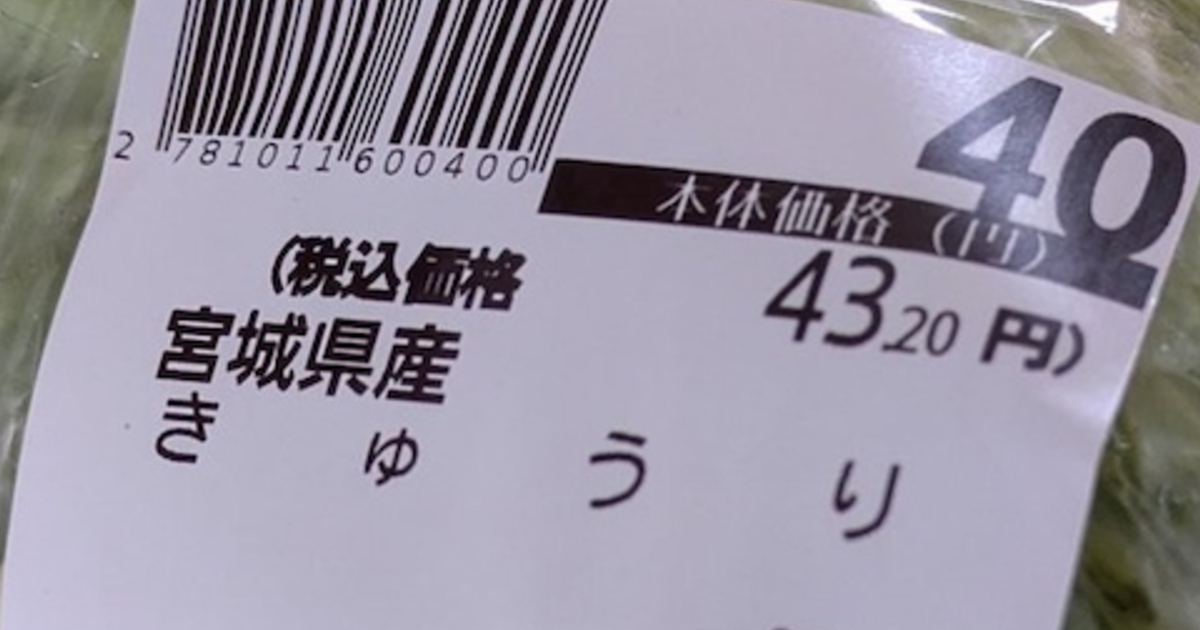 2 781011 600400
40
本体価格 (円)
(税込価格 43.20 円)
宮城県産
きゅうり